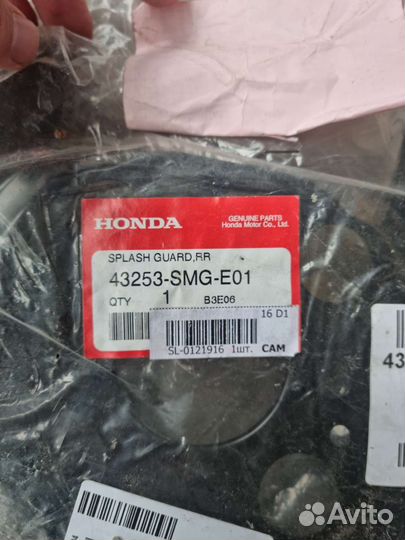 HONDA
GENUINE PARTS
Honda Motor Co., Ltd.
SPLASH GUARD,RR
43253-SMG-E01
QTY 1 B3E06
16 D1
SL-0121916 1шт. САМ
43
Avito